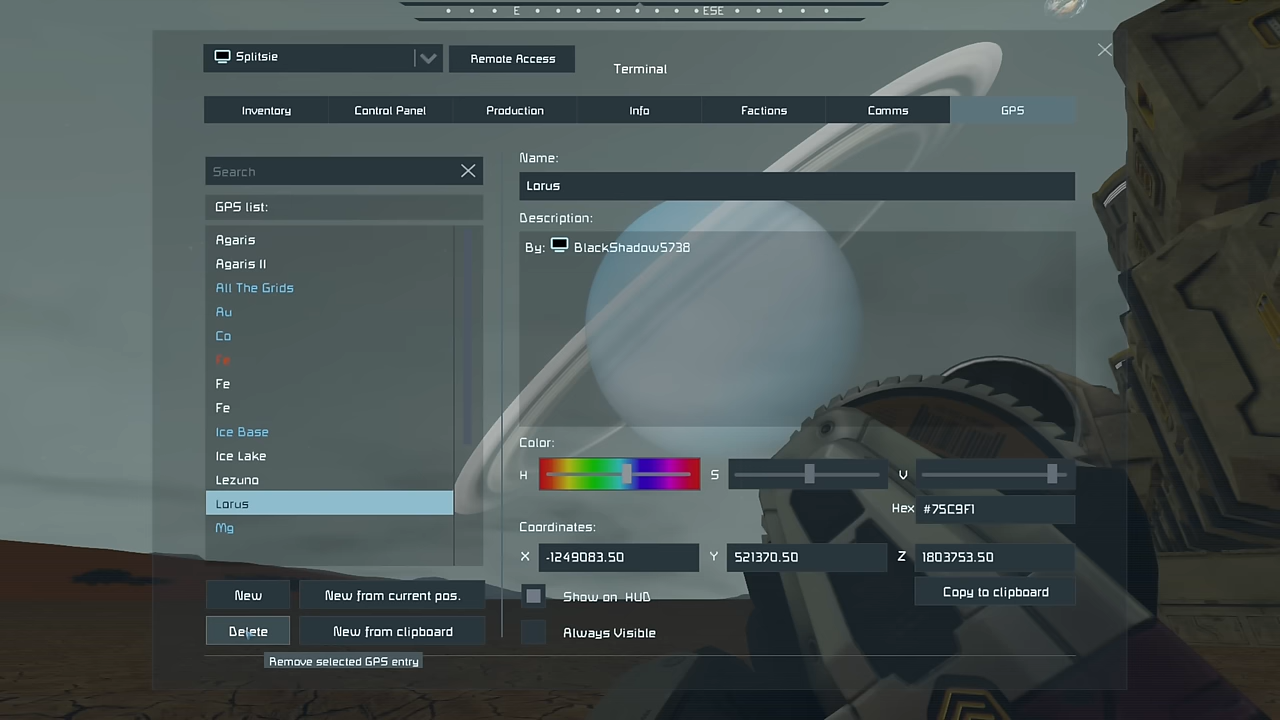 E
ESE
Splitsie
Remote Access
Terminal
Inventory
Control Panel
Production
Info
Factions
Comms
GPS
Search
GPS list:
Agaris
Agaris II
All The Grids
Au
Co
Fe
Fe
Fe
Ice Base
Ice Lake
Lezuno
Lorus
Mg
New
New from current pos.
Delete
New from clipboard
Remove selected GPS entry
Name:
Lorus
Description:
By: BlackShadow5738
Color:
H
S
V
Hex #75C9F1
Coordinates:
X -1249083.50
Y 521370.50
Z 1803753.50
Copy to clipboard
Show on HUD
Always Visible